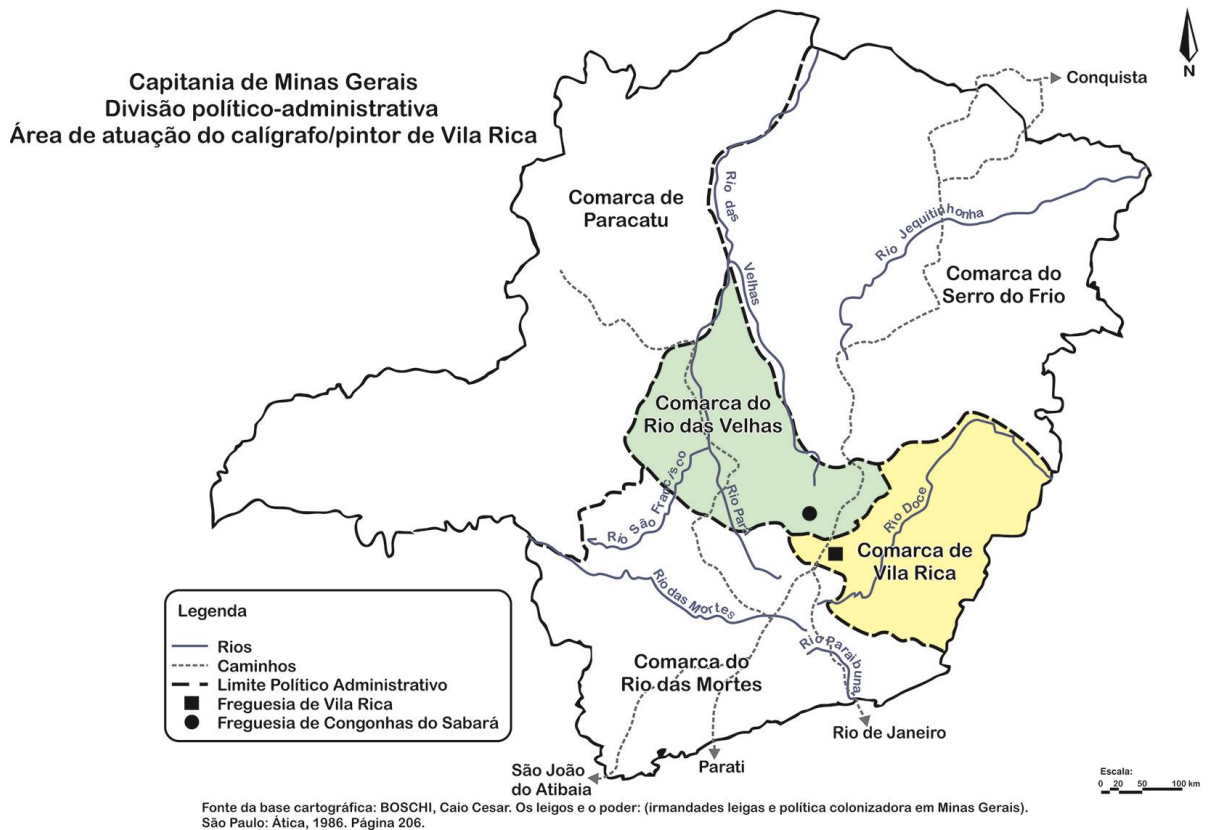 Capitania de Minas Gerais
Divisão político-administrativa
Área de atuação do calígrafo/pintor de Vila Rica
N
Conquista
Comarca de
Paracatu
Rio das
Velhas
Rio Jequitinhonha
Comarca do
Serro do Frio
Comarca do
Rio das Velhas
Rio São Francisco
Rio Pará
Rio Doce
Comarca de
Vila Rica
Rio das Mortes
Rio Paraibuna
Comarca do
Rio das Mortes
Rio de Janeiro
Parati
São João
do Atibaia
Legenda
Rios
Caminhos
Limite Político Administrativo
Freguesia de Vila Rica
Freguesia de Congonhas do Sabará
Escala:
0 20 50 100 km
Fonte da base cartográfica: BOSCHI, Caio Cesar. Os leigos e o poder: (irmandades leigas e política colonizadora em Minas Gerais).
São Paulo: Ática, 1986. Página 206.